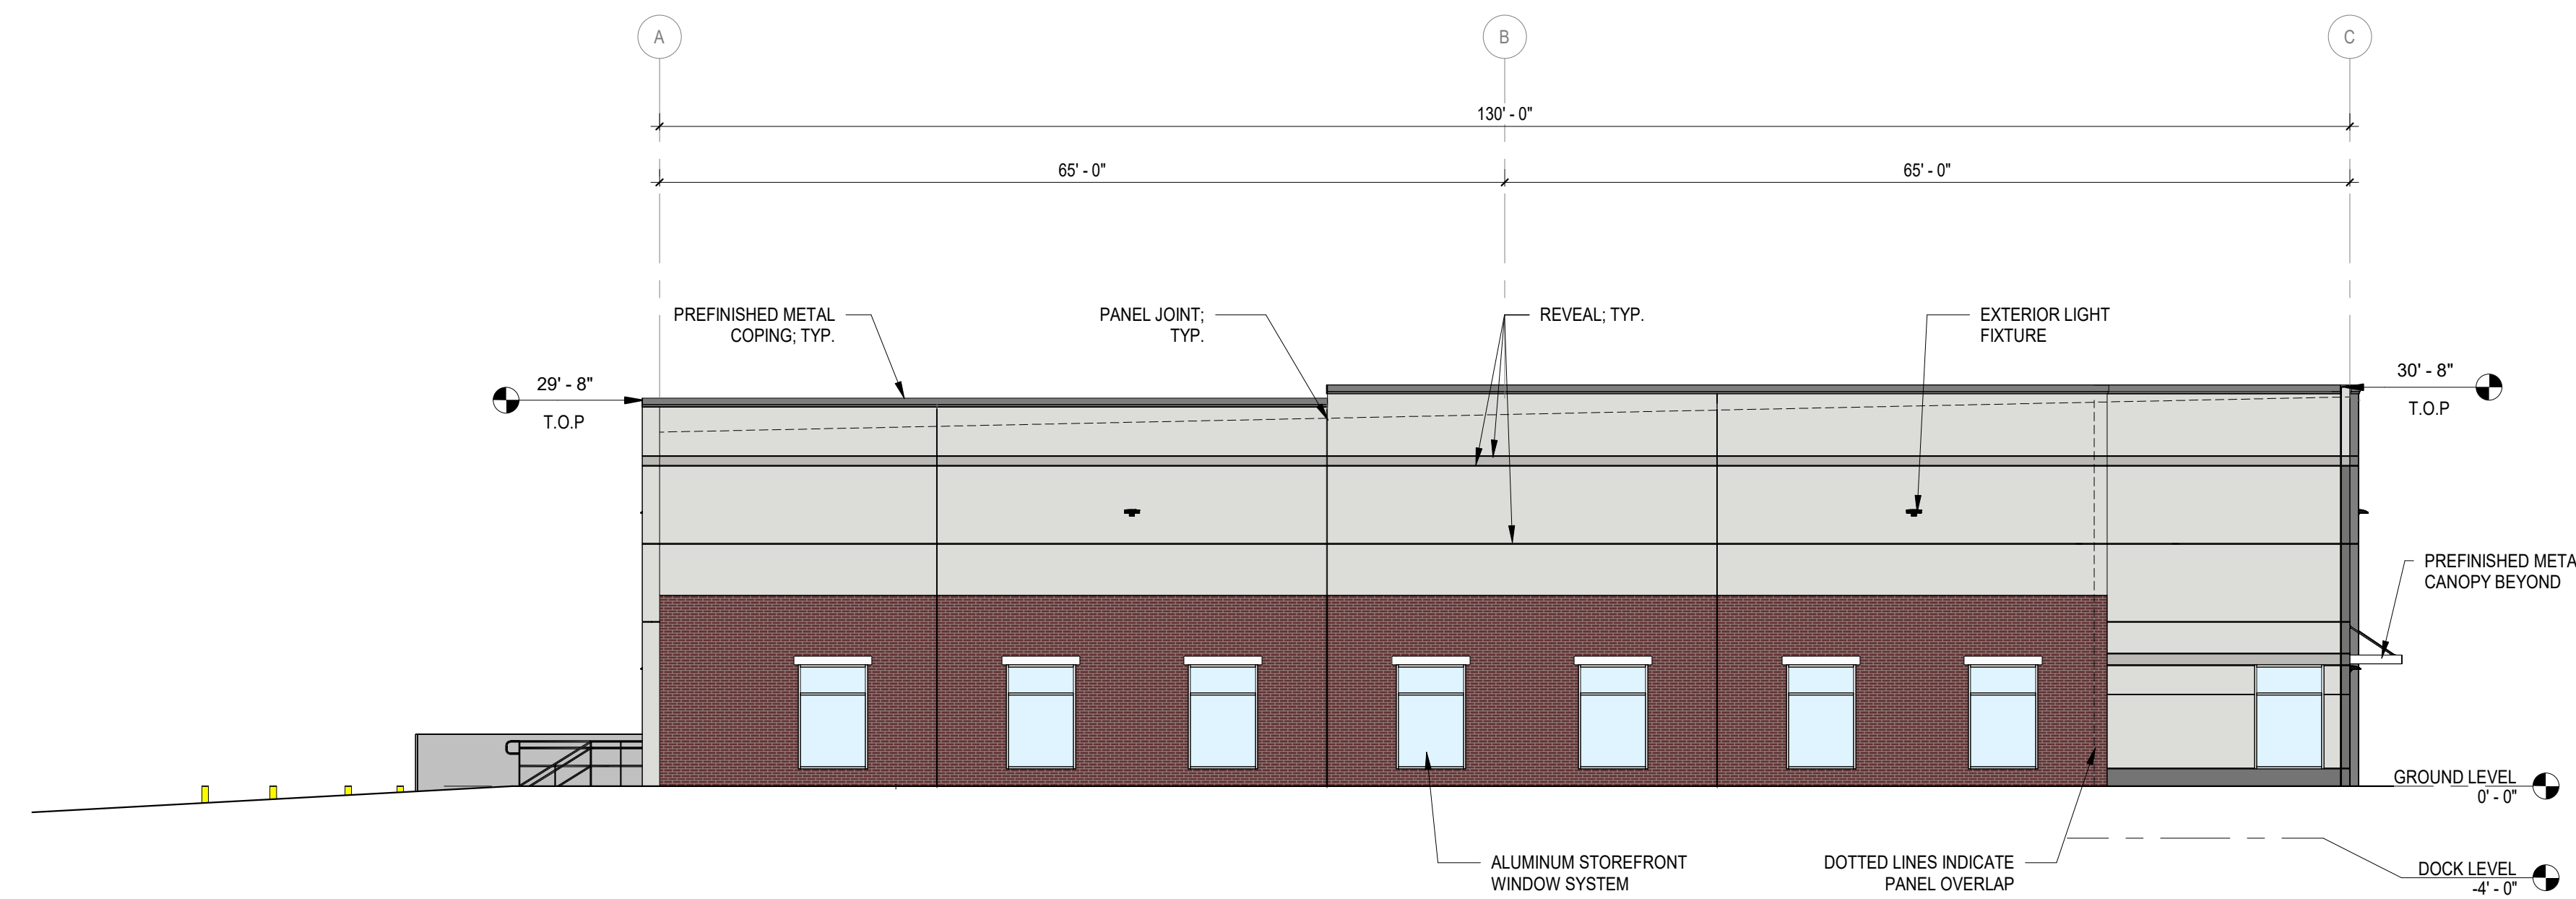 A
B
C
130' - 0"
65' - 0"
65' - 0"
PREFINISHED METAL
COPING; TYP.
PANEL JOINT;
TYP.
REVEAL; TYP.
EXTERIOR LIGHT
FIXTURE
29' - 8"
T.O.P
30' - 8"
T.O.P
PREFINISHED META
CANOPY BEYOND
GROUND LEVEL
0' - 0"
ALUMINUM STOREFRONT
WINDOW SYSTEM
DOTTED LINES INDICATE
PANEL OVERLAP
DOCK LEVEL
-4' - 0"